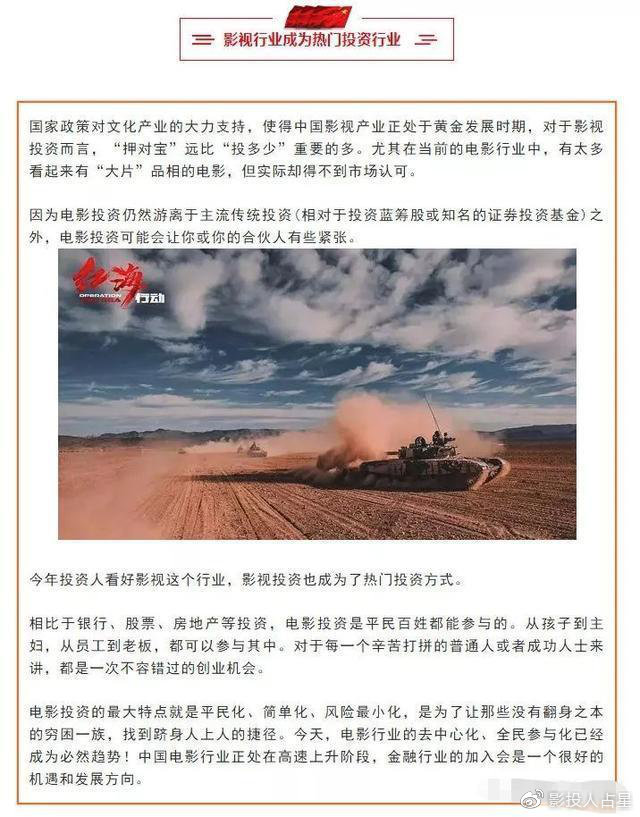 影视行业成为热门投资行业
国家政策对文化产业的大力支持，使得中国影视产业正处于黄金发展时期，对于影视
投资而言，“押对宝”远比“投多少”重要的多。尤其在当前的电影行业中，有太多
看起来有“大片”品相的电影，但实际却得不到市场认可。
因为电影投资仍然游离于主流传统投资(相对于投资蓝筹股或知名的证券投资基金)之
外，电影投资可能会让你或你的合伙人有些紧张。
红海
OPERATION
行动
今年投资人看好影视这个行业，影视投资也成为了热门投资方式。
相比于银行、股票、房地产等投资，电影投资是平民百姓都能参与的。从孩子到主
妇，从员工到老板，都可以参与其中。对于每一个辛苦打拼的普通人或者成功人士来
讲，都是一次不容错过的创业机会。
电影投资的最大特点就是平民化、简单化、风险最小化，是为了让那些没有翻身之本
的穷困一族，找到跻身人上人的捷径。今天，电影行业的去中心化、全民参与化已经
成为必然趋势！中国电影行业正处在高速上升阶段，金融行业的加入会是一个很好的
机遇和发展方向。
影投人占星